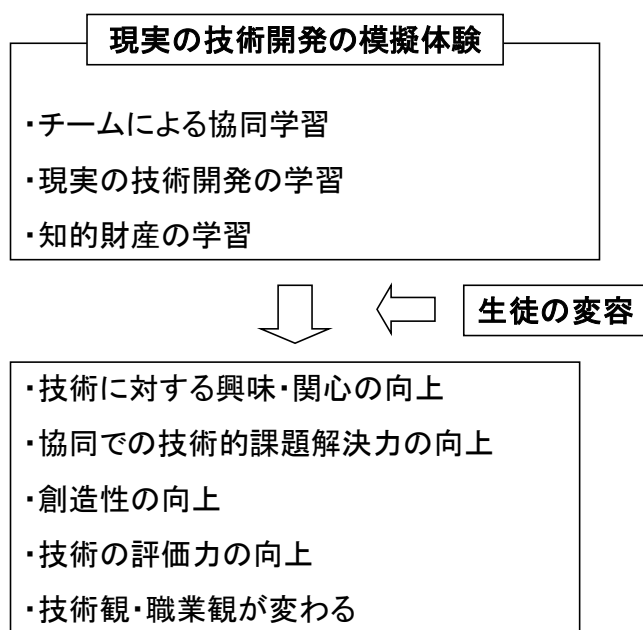 現実の技術開発の模擬体験
・チームによる協同学習
・現実の技術開発の学習
・知的財産の学習
生徒の変容
・技術に対する興味・関心の向上
・協同での技術的課題解決力の向上
・創造性の向上
・技術の評価力の向上
・技術観・職業観が変わる